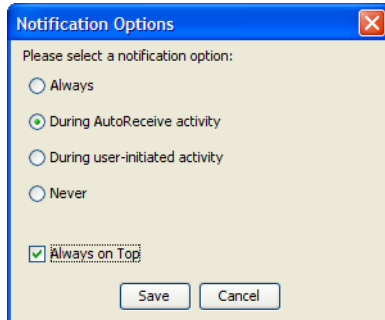 Notification Options
Please select a notification option:
Always
During AutoReceive activity
During user-initiated activity
Never
Always on Top
Save Cancel